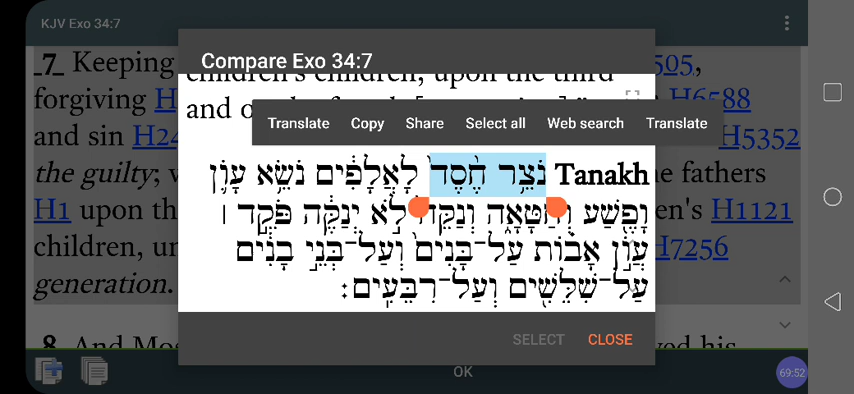 KJV Exo 34:7
7 Keeping
505,
forgiving H
H6588
and sin H24
H5352
the guilty; v
e fathers
H1 upon th
en's H1121
children, un
H7256
generation.
8 And Mos
ved his
Compare Exo 34:7
children's children, upon the third
and
Translate Copy Share Select all Web search Translate
Tanakh נֹצֵ֥ר חֶ֙סֶד֙ לָאֲלָפִ֔ים נֹשֵׂ֥א עָוֺ֛ן
וָפֶ֖שַׁע וְחַטָּאָ֑ה וְנַקֵּה֙ לֹ֣א יְנַקֶּ֔ה פֹּקֵ֣ד ׀
עֲוֺ֣ן אָב֗וֹת עַל־בָּנִים֙ וְעַל־בְּנֵ֣י בָנִ֔ים
עַל־שִׁלֵּשִׁ֖ים וְעַל־רִבֵּעִֽים׃
SELECT CLOSE
OK
69:52